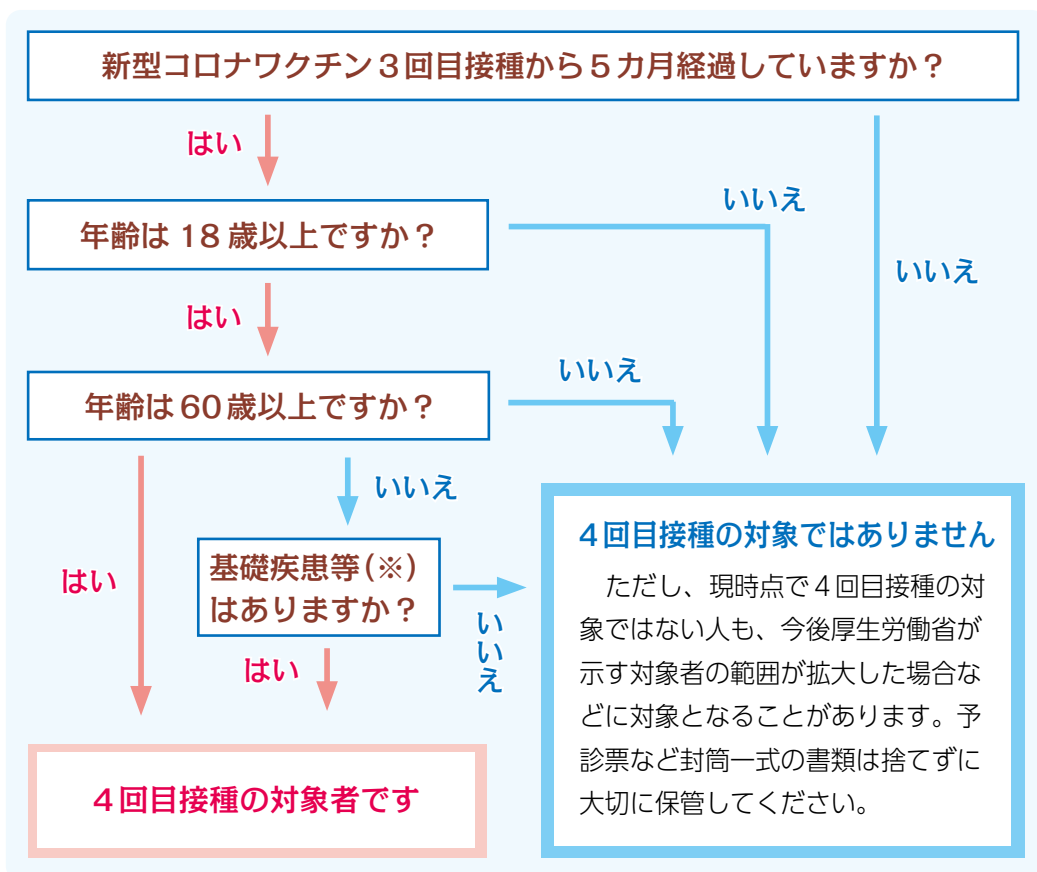 新型コロナワクチン３回目接種から５カ月経過していますか？
はい
いいえ
年齢は 18 歳以上ですか？
いいえ
はい
年齢は 60 歳以上ですか？
いいえ
いいえ
はい
基礎疾患等（※）
はありますか？
いいえ
はい
４回目接種の対象者です
４回目接種の対象ではありません
ただし、現時点で４回目接種の対
象ではない人も、今後厚生労働省が
示す対象者の範囲が拡大した場合な
どに対象となることがあります。予
診票など封筒一式の書類は捨てずに
大切に保管してください。